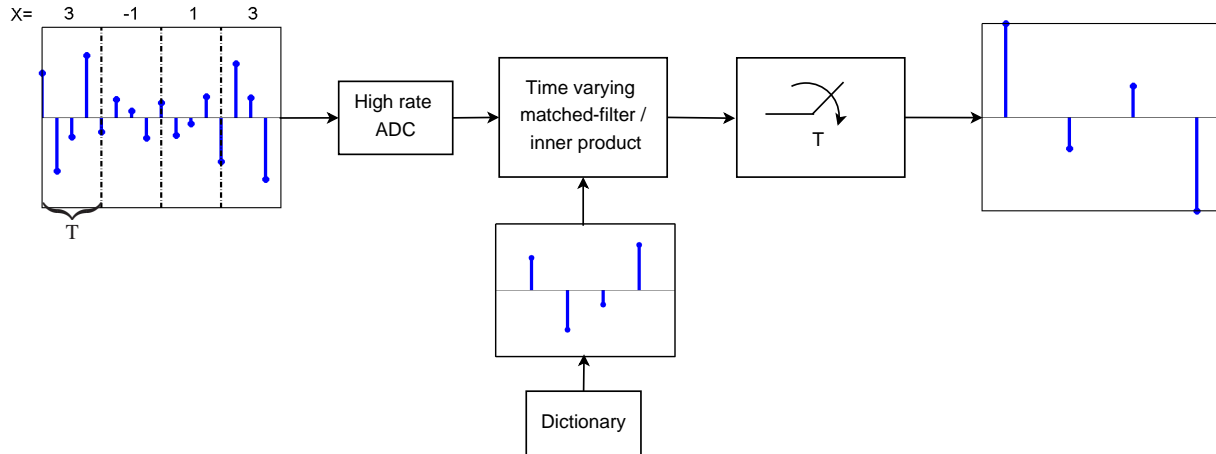 X= 3 -1 1 3
High rate
ADC
Time varying
matched-filter /
inner product
T
T
Dictionary